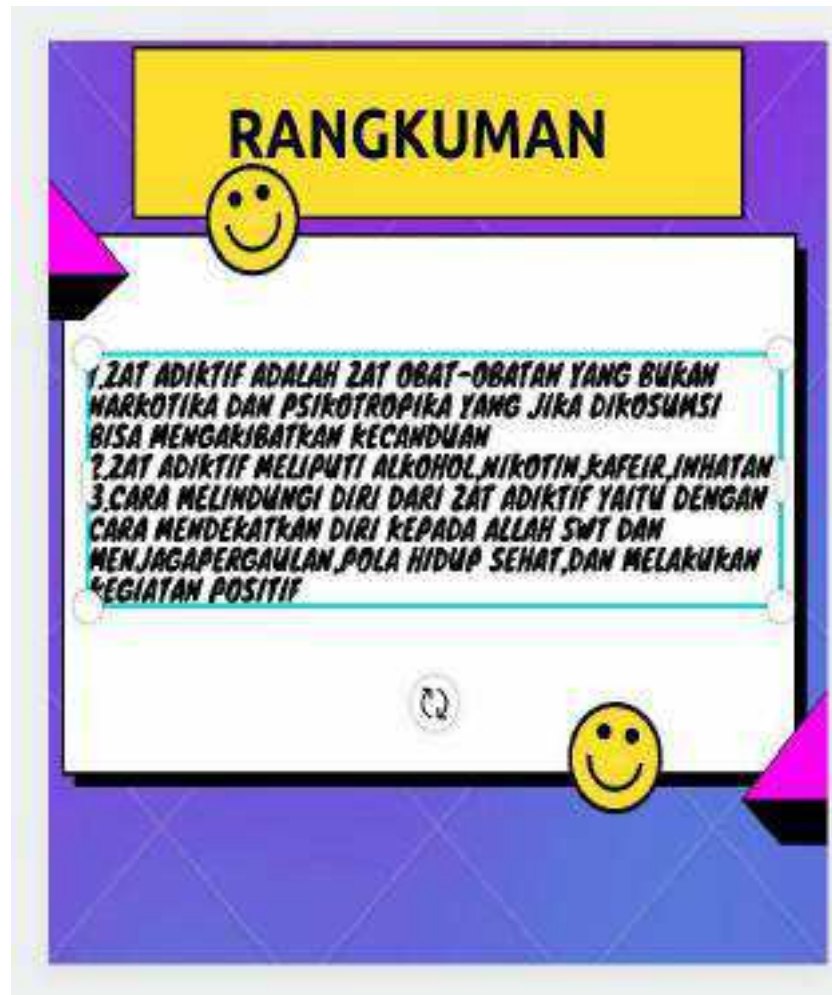 RANGKUMAN
1.ZAT ADIKTIF ADALAH ZAT OBAT-OBATAN YANG BUKAN
NARKOTIKA DAN PSIKOTROPIKA YANG JIKA DIKOSUMSI
BISA MENGAKIBATKAN KECANDUAN
2.ZAT ADIKTIF MELIPUTI ALKOHOL,NIKOTIN,KAFEIR,INHATAN
3.CARA MELINDUNGI DIRI DARI ZAT ADIKTIF YAITU DENGAN
CARA MENDEKATKAN DIRI KEPADA ALLAH SWT DAN
MENJAGAPERGAULAN,POLA HIDUP SEHAT,DAN MELAKUKAN
KEGIATAN POSITIF